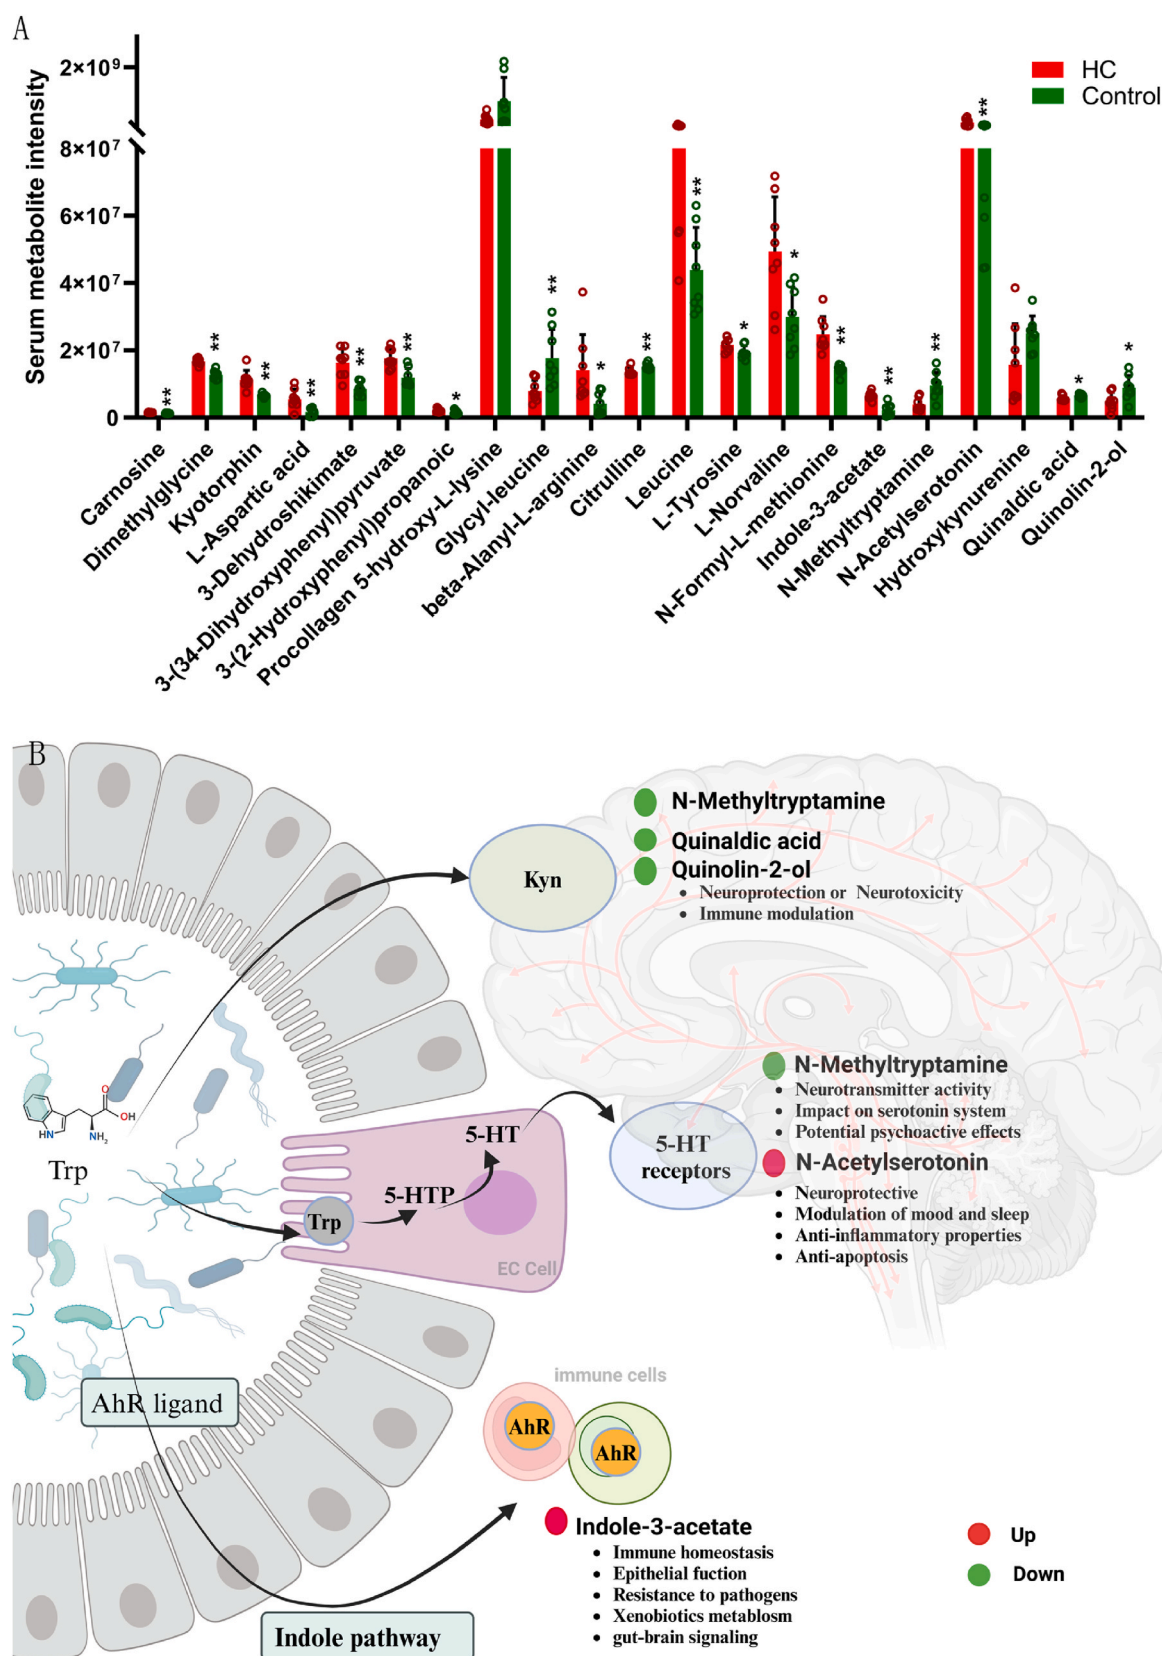 A
Serum metabolite intensity
2×10⁹
8×10⁷
6×10⁷
4×10⁷
2×10⁷
0
HC
Control
**
**
**
**
**
**
*
**
*
**
**
*
*
**
**
**
**
*
*
Carnosine
Dimethylglycine
Kyotorphin
L-Aspartic acid
3-Dehydroshikimate
3-(34-Dihydroxyphenyl)pyruvate
3-(2-Hydroxyphenyl)propanoic
Procollagen 5-hydroxy-L-lysine
Glycyl-leucine
beta-Alanyl-L-arginine
Citrulline
Leucine
L-Tyrosine
L-Norvaline
N-Formyl-L-methionine
Indole-3-acetate
N-Methyltryptamine
N-Acetylserotonin
Hydroxykynurenine
Quinaldic acid
Quinolin-2-ol
B
N-Methyltryptamine
Quinaldic acid
Quinolin-2-ol
• Neuroprotection or Neurotoxicity
• Immune modulation
Kyn
O
OH
HN
NH₂
Trp
5-HT
5-HTP
Trp
EC Cell
5-HT
receptors
N-Methyltryptamine
• Neurotransmitter activity
• Impact on serotonin system
• Potential psychoactive effects
N-Acetylserotonin
• Neuroprotective
• Modulation of mood and sleep
• Anti-inflammatory properties
• Anti-apoptosis
AhR ligand
immune cells
AhR
AhR
Indole-3-acetate
• Immune homeostasis
• Epithelial fuction
• Resistance to pathogens
• Xenobiotics metablosm
• gut-brain signaling
Up
Down
Indole pathway